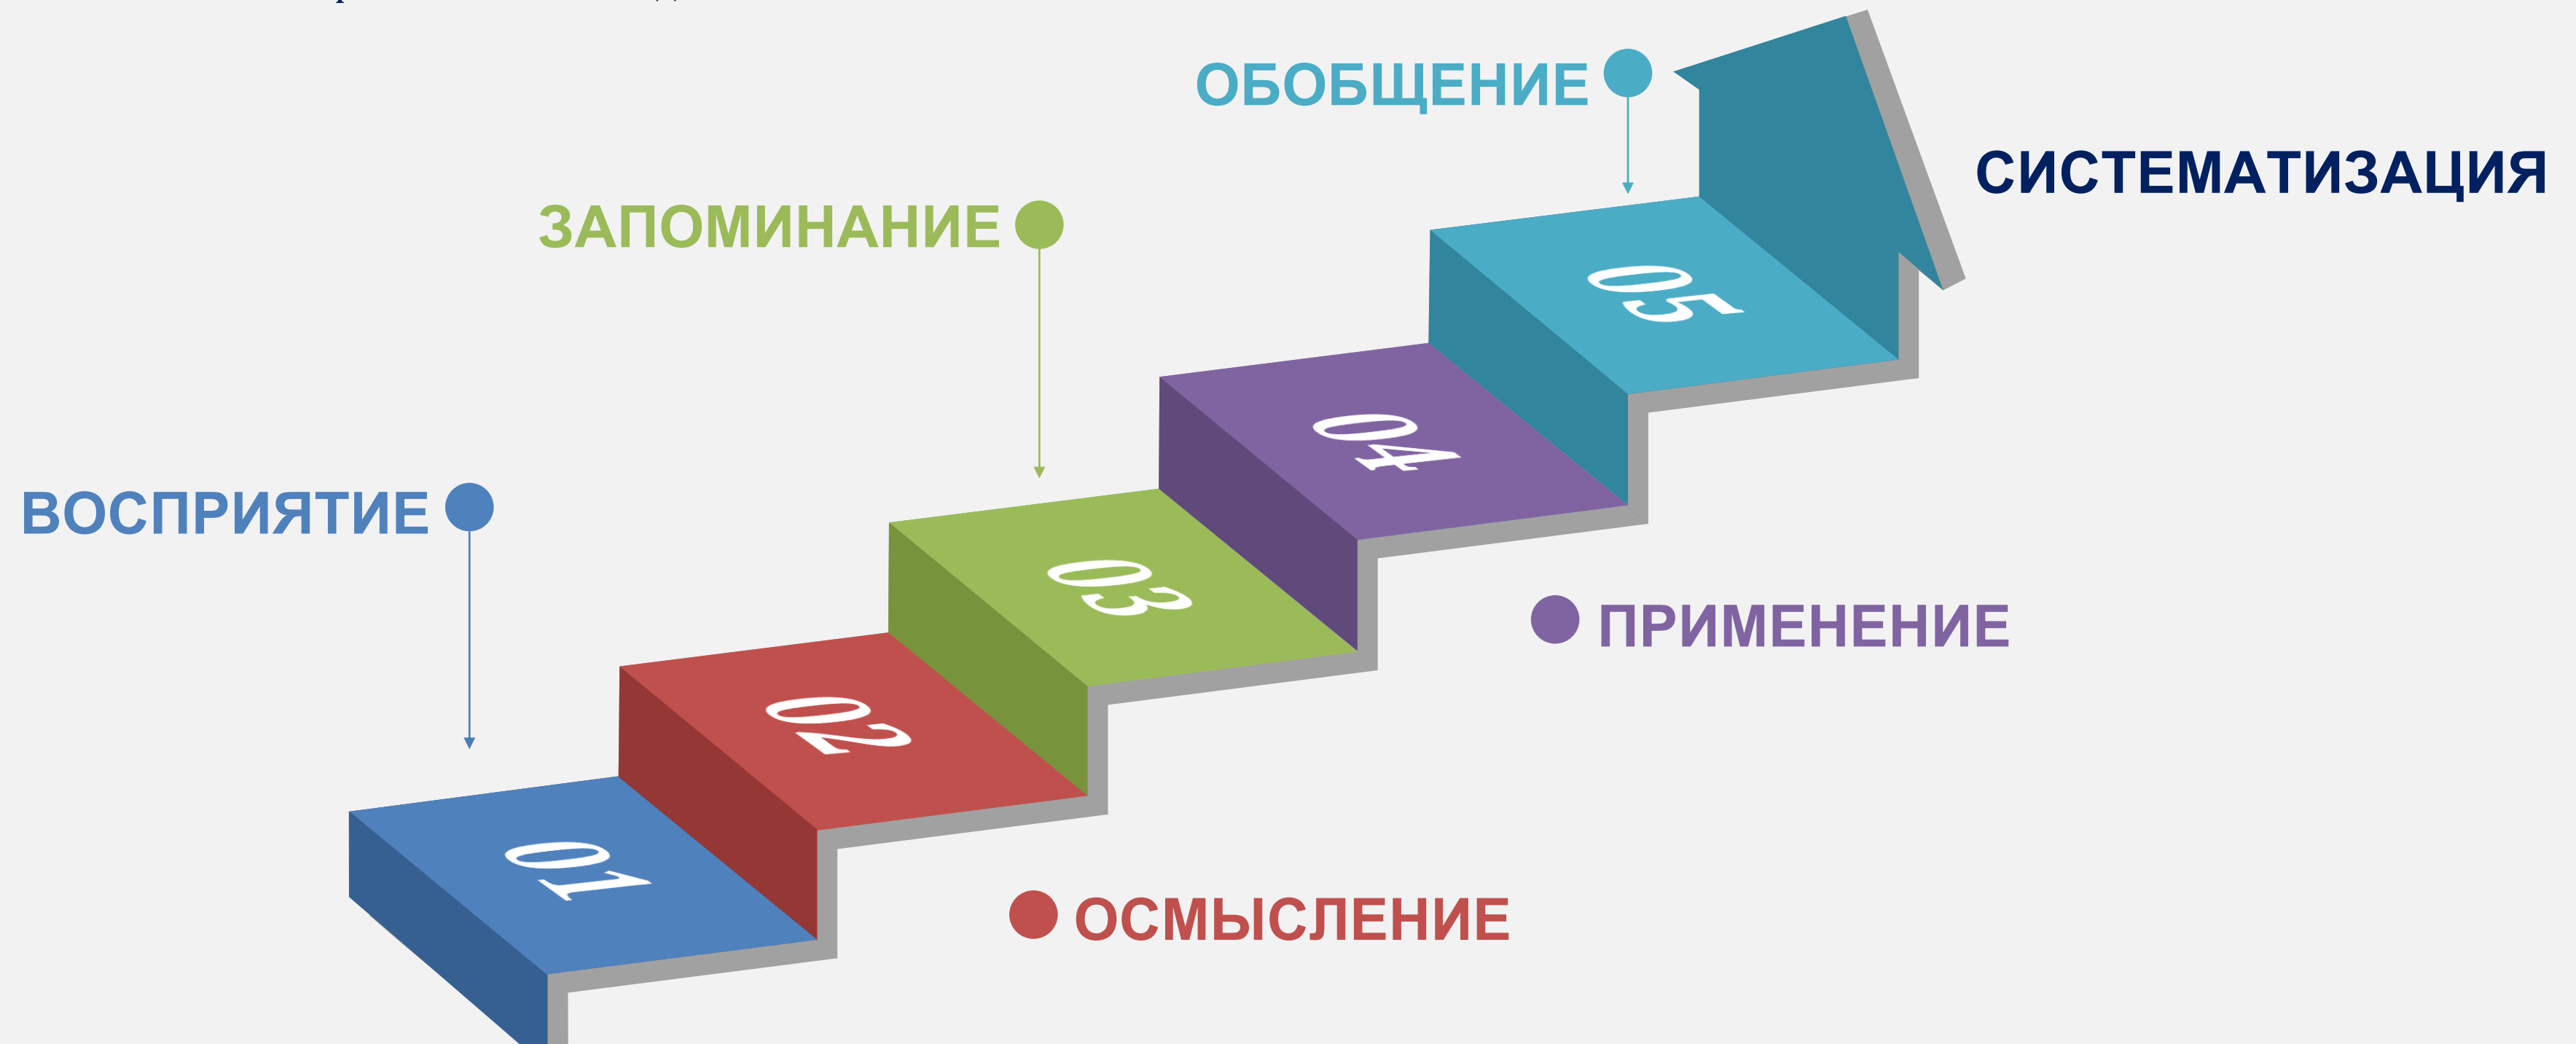 ОБОБЩЕНИЕ
СИСТЕМАТИЗАЦИЯ
ЗАПОМИНАНИЕ
05
04
ВОСПРИЯТИЕ
03
ПРИМЕНЕНИЕ
02
01
ОСМЫСЛЕНИЕ